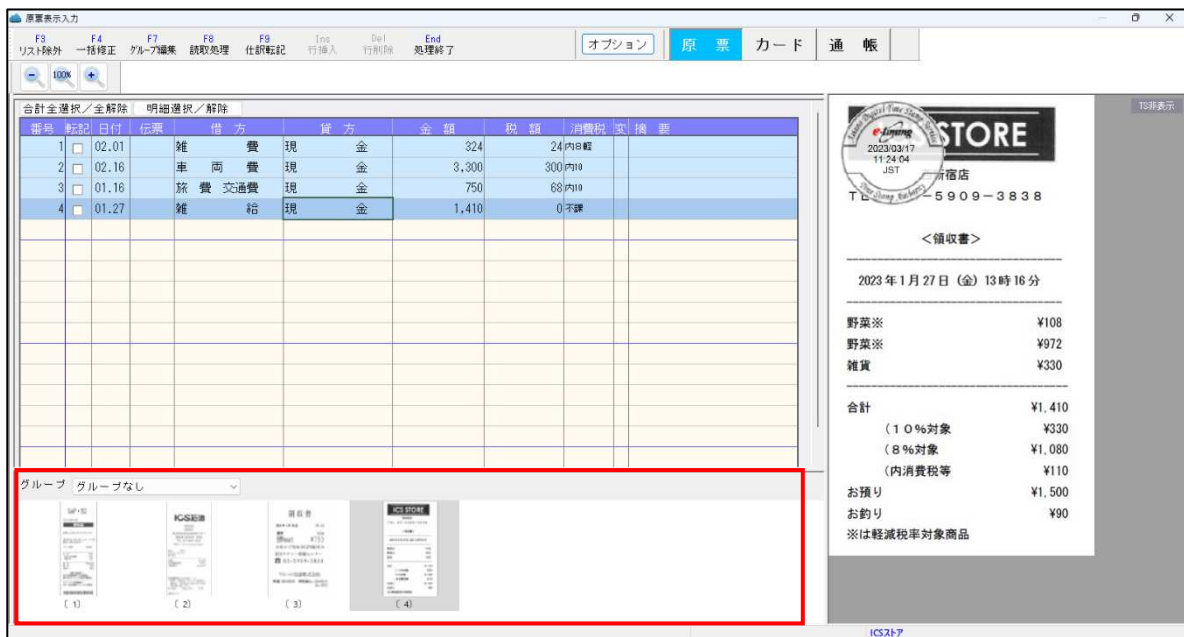 原票表示入力
F3 F4 F7 F8 F9 Ins Del End
リスト除外 一括修正 グループ編集 読取処理 仕訳転記 行挿入 行削除 処理終了
オプション 原票 カード 通帳
100%
合計全選択／全解除 明細選択／解除
番号 転記 日付 伝票 借方 貸方 金額 税額 消費税 変 摘要
1 02.01 雑費 現金 324 24 内8軽
2 02.16 車両費 現金 3,300 300 内10
3 01.16 旅費交通費 現金 750 68 内10
4 01.27 雑給 現金 1,410 0 不課
グループ グループなし
ICS石油
領収書
ICS STORE
( 1) ( 2) ( 3) ( 4)
TS非表示
STORE
e-timing
2023/03/17
11:24:04
JST
宿店
-5909-3838
＜領収書＞
2023年1月27日（金）13時16分
野菜※ ¥108
野菜※ ¥972
雑貨 ¥330
合計 ¥1,410
（10％対象 ¥330
（8％対象 ¥1,080
（内消費税等 ¥110
お預り ¥1,500
お釣り ¥90
※は軽減税率対象商品
ICSストア